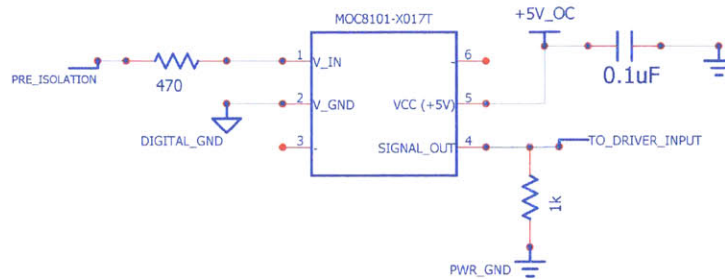 MOC8101-X017T
+5V_OC
PRE_ISOLATION
470
1
V_IN
-
6
0.1uF
2
V_GND
VCC (+5V)
5
DIGITAL_GND
3
-
SIGNAL_OUT
4
TO_DRIVER_INPUT
1k
PWR_GND